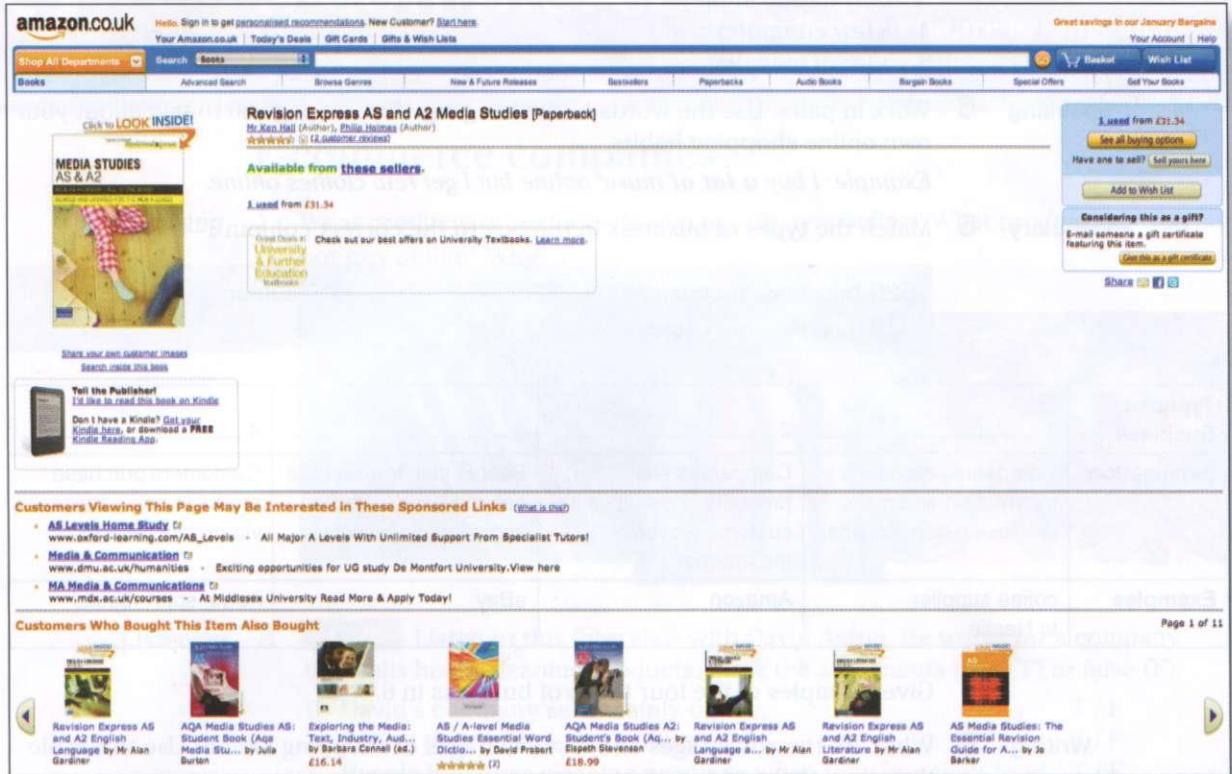 amazon.co.uk
Hello. Sign in to get personalised recommendations. New Customer? Start here.
Great savings in our January Bargains
Your Amazon.co.uk | Today's Deals | Gift Cards | Gifts & Wish Lists
Your Account | Help
Shop All Departments
Search Books
Basket
Wish List
Books
Advanced Search
Browse Genres
New & Future Releases
Bestsellers
Paperbacks
Audio Books
Bargain Books
Special Offers
Sell Your Books
Click to LOOK INSIDE!
MEDIA STUDIES
AS & A2
Revision Express AS and A2 Media Studies [Paperback]
Mr Ken Hall (Author), Philip Holmes (Author)
(2 customer reviews)
Available from these sellers.
1 used from £31.34
Great Deals in
University
& Further
Education
Textbooks
Check out our best offers on University Textbooks. Learn more.
1 used from £31.34
See all buying options
Have one to sell? Sell yours here
Add to Wish List
Considering this as a gift?
E-mail someone a gift certificate
featuring this item.
Give this as a gift certificate
Share
Share your own customer images
Search inside this book
Tell the Publisher!
I'd like to read this book on Kindle
Don't have a Kindle? Get your
Kindle here, or download a FREE
Kindle Reading App.
Customers Viewing This Page May Be Interested in These Sponsored Links (What is this?)
AS Levels Home Study
www.oxford-learning.com/AS_Levels - All Major A Levels With Unlimited Support From Specialist Tutors!
Media & Communication
www.dmu.ac.uk/humanities - Exciting opportunities for UG study De Montfort University.View here
MA Media & Communications
www.mdx.ac.uk/courses - At Middlesex University Read More & Apply Today!
Customers Who Bought This Item Also Bought
Page 1 of 11
Revision Express AS
and A2 English
Language by Mr Alan
Gardiner
AQA Media Studies AS:
Student's Book (Aqa
Media Stu... by Julia
Burton
Exploring the Media:
Text, Industry, Aud...
by Barbara Connell (ed.)
£16.14
AS / A-level Media
Studies Essential Word
Dictio... by David Probert
(2)
AQA Media Studies A2:
Student's Book (Aq... by
Elspeth Stevenson
£18.99
Revision Express AS
and A2 English
Language a... by Mr Alan
Gardiner
Revision Express AS
and A2 English
Literature by Mr Alan
Gardiner
AS Media Studies: The
Essential Revision
Guide for A... by Jo
Barker